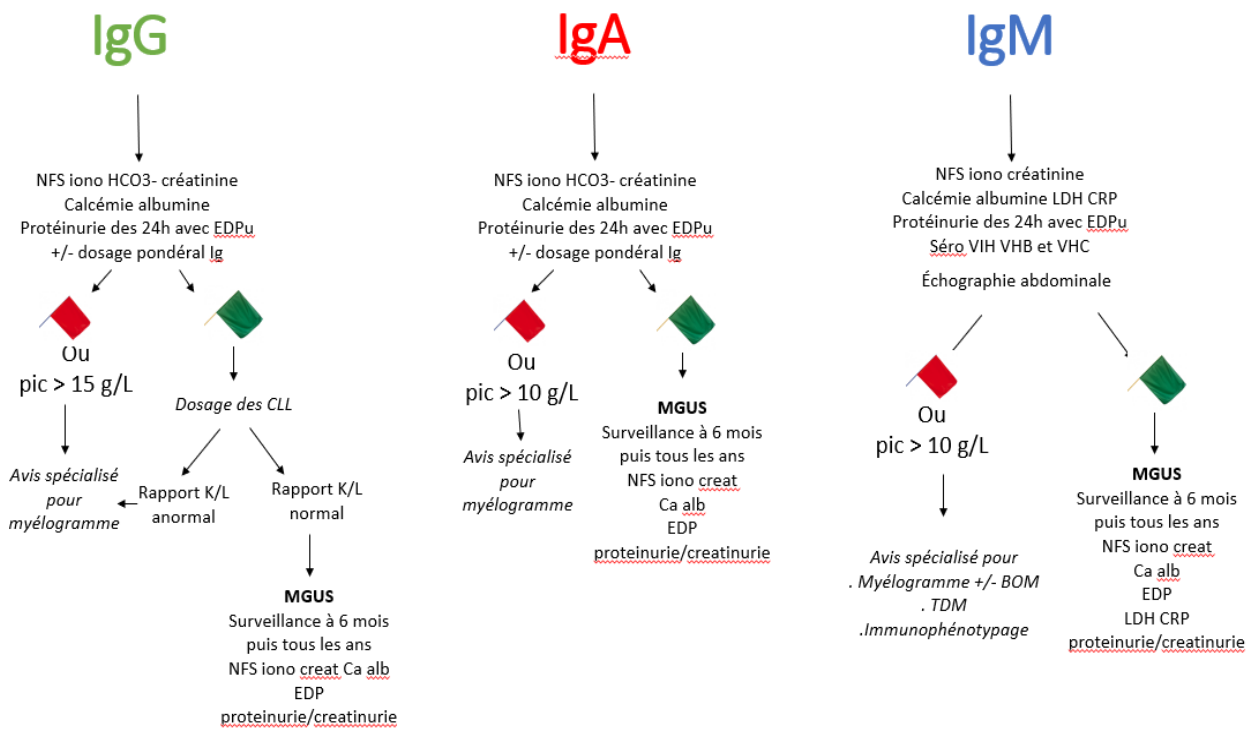 IgG
NFS iono HCO3- créatinine
Calcémie albumine
Protéinurie des 24h avec EDPu
+/- dosage pondéral Ig
Ou
pic > 15 g/L
Avis spécialisé
pour
myélogramme
Dosage des CLL
Rapport K/L
anormal
Rapport K/L
normal
MGUS
Surveillance à 6 mois
puis tous les ans
NFS iono creat Ca alb
EDP
proteinurie/creatinurie
IgA
NFS iono HCO3- créatinine
Calcémie albumine
Protéinurie des 24h avec EDPu
+/- dosage pondéral Ig
Ou
pic > 10 g/L
Avis spécialisé
pour
myélogramme
MGUS
Surveillance à 6 mois
puis tous les ans
NFS iono creat
Ca alb
EDP
proteinurie/creatinurie
IgM
NFS iono créatinine
Calcémie albumine LDH CRP
Protéinurie des 24h avec EDPu
Séro VIH VHB et VHC
Échographie abdominale
Ou
pic > 10 g/L
Avis spécialisé pour
. Myélogramme +/- BOM
. TDM
.Immunophénotypage
MGUS
Surveillance à 6 mois
puis tous les ans
NFS iono creat
Ca alb
EDP
LDH CRP
proteinurie/creatinurie